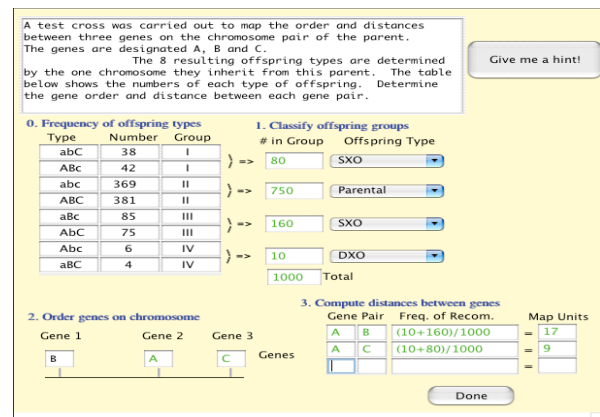 A test cross was carried out to map the order and distances
between three genes on the chromosome pair of the parent.
The genes are designated A, B and C.
The 8 resulting offspring types are determined
by the one chromosome they inherit from this parent. The table
below shows the numbers of each type of offspring. Determine
the gene order and distance between each gene pair.
Give me a hint!
0. Frequency of offspring types
Type Number Group
abC 38 I
ABc 42 I
abc 369 II
ABC 381 II
aBc 85 III
AbC 75 III
Abc 6 IV
aBC 4 IV
1. Classify offspring groups
# in Group Offspring Type
} => 80 SXO
} => 750 Parental
} => 160 SXO
} => 10 DXO
1000 Total
2. Order genes on chromosome
Gene 1 Gene 2 Gene 3
B A C Genes
3. Compute distances between genes
Gene Pair Freq. of Recom. Map Units
A B (10+160)/1000 = 17
A C (10+80)/1000 = 9
=
Done